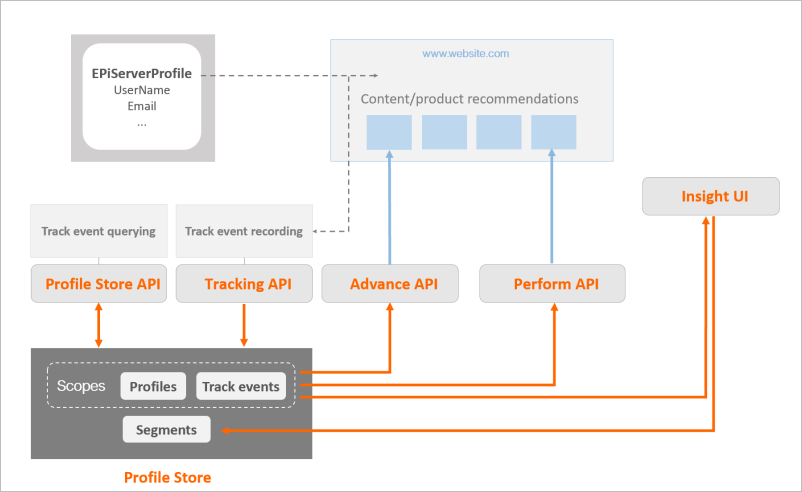 www.website.com
EPiServerProfile
UserName
Email
...
Content/product recommendations
Insight UI
Track event querying
Track event recording
Profile Store API
Tracking API
Advance API
Perform API
Scopes
Profiles
Track events
Segments
Profile Store